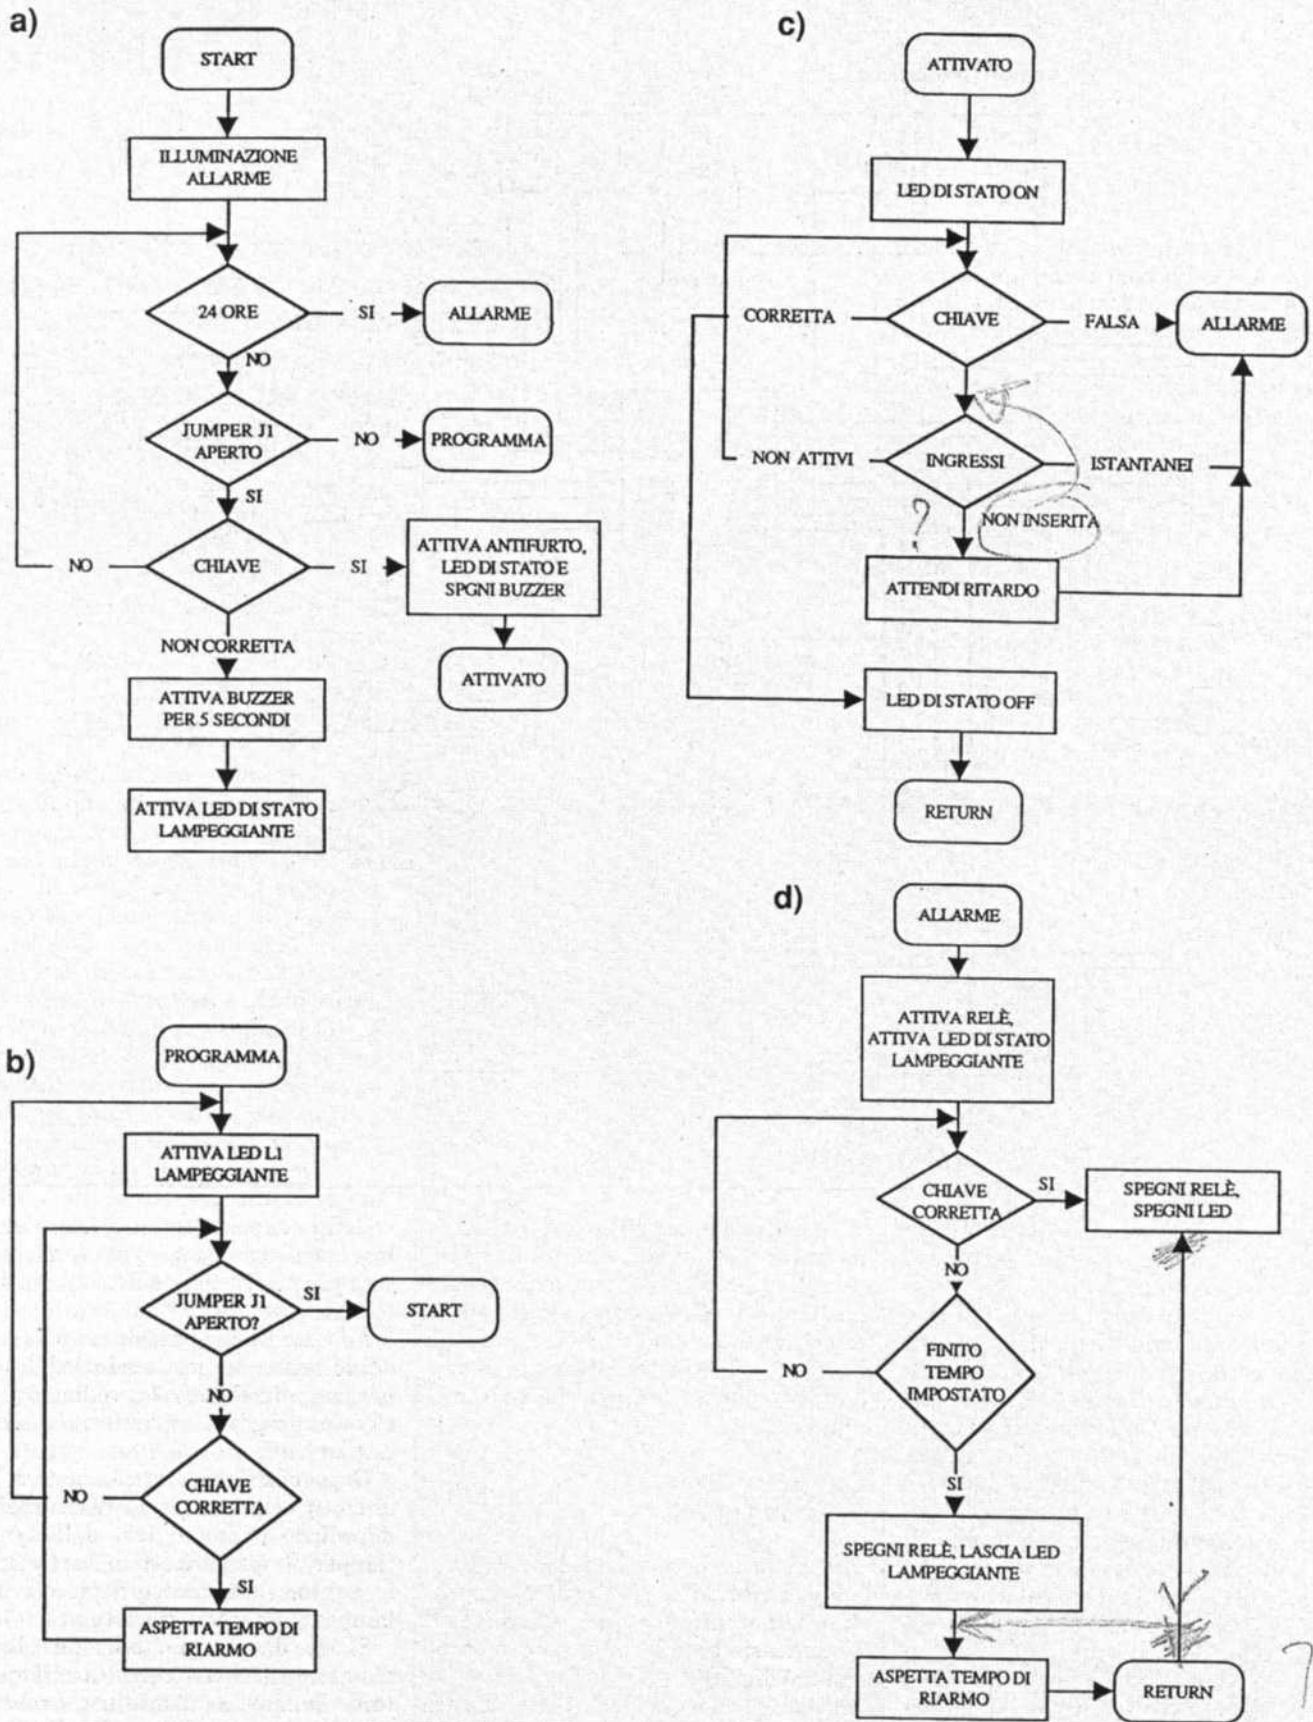 a)
START
ILLUMINAZIONE
ALLARME
24 ORE
SI
ALLARME
NO
JUMPER J1
APERTO
NO
PROGRAMMA
SI
CHIAVE
NO
SI
ATTIVA ANTIFURTO,
LED DI STATO E
SPGNI BUZZER
ATTIVATO
NON CORRETTA
ATTIVA BUZZER
PER 5 SECONDI
ATTIVA LED DI STATO
LAMPEGGIANTE
b)
PROGRAMMA
ATTIVA LED L1
LAMPEGGIANTE
JUMPER J1
APERTO?
SI
START
NO
CHIAVE
CORRETTA
NO
SI
ASPETTA TEMPO DI
RIARMO
c)
ATTIVATO
LED DI STATO ON
CORRETTA
CHIAVE
FALSA
ALLARME
NON ATTIVI
INGRESSI
ISTANTANEI
?
NON INSERITA
ATTENDI RITARDO
LED DI STATO OFF
RETURN
d)
ALLARME
ATTIVA RELÈ,
ATTIVA LED DI STATO
LAMPEGGIANTE
CHIAVE
CORRETTA
SI
SPEGNI RELÈ,
SPEGNI LED
NO
FINITO
TEMPO
IMPOSTATO
NO
SI
SPEGNI RELÈ, LASCIA LED
LAMPEGGIANTE
ASPETTA TEMPO DI
RIARMO
RETURN
?